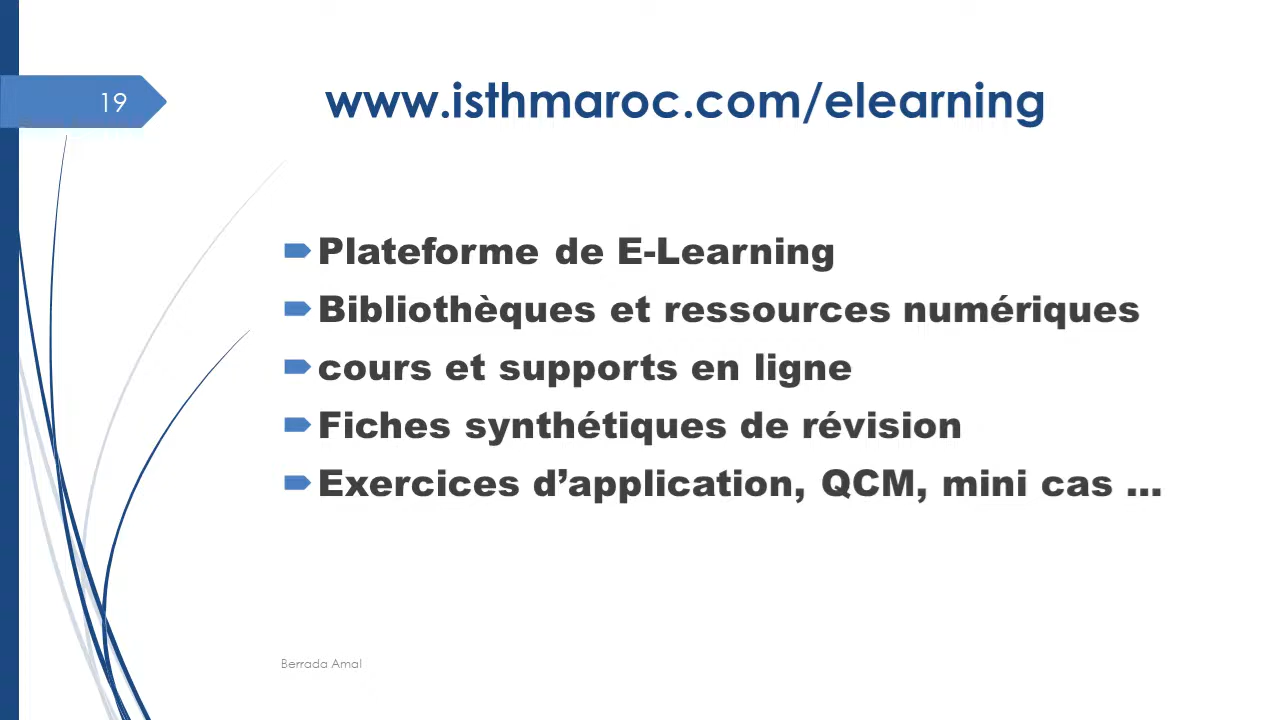 19
www.isthmaroc.com/elearning
Plateforme de E-Learning
Bibliothèques et ressources numériques
cours et supports en ligne
Fiches synthétiques de révision
Exercices d’application, QCM, mini cas ...
Berrada Amal